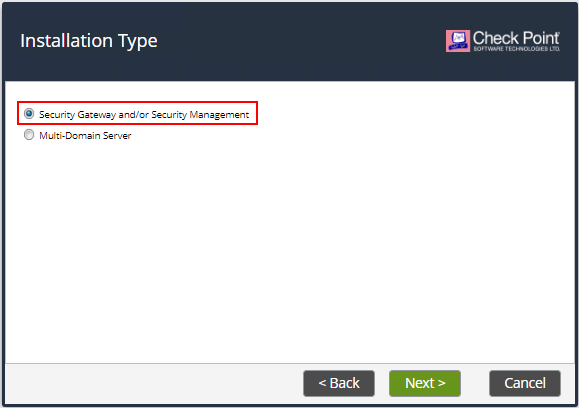 Installation Type
Check Point
SOFTWARE TECHNOLOGIES LTD.
Security Gateway and/or Security Management
Multi-Domain Server
< Back
Next >
Cancel